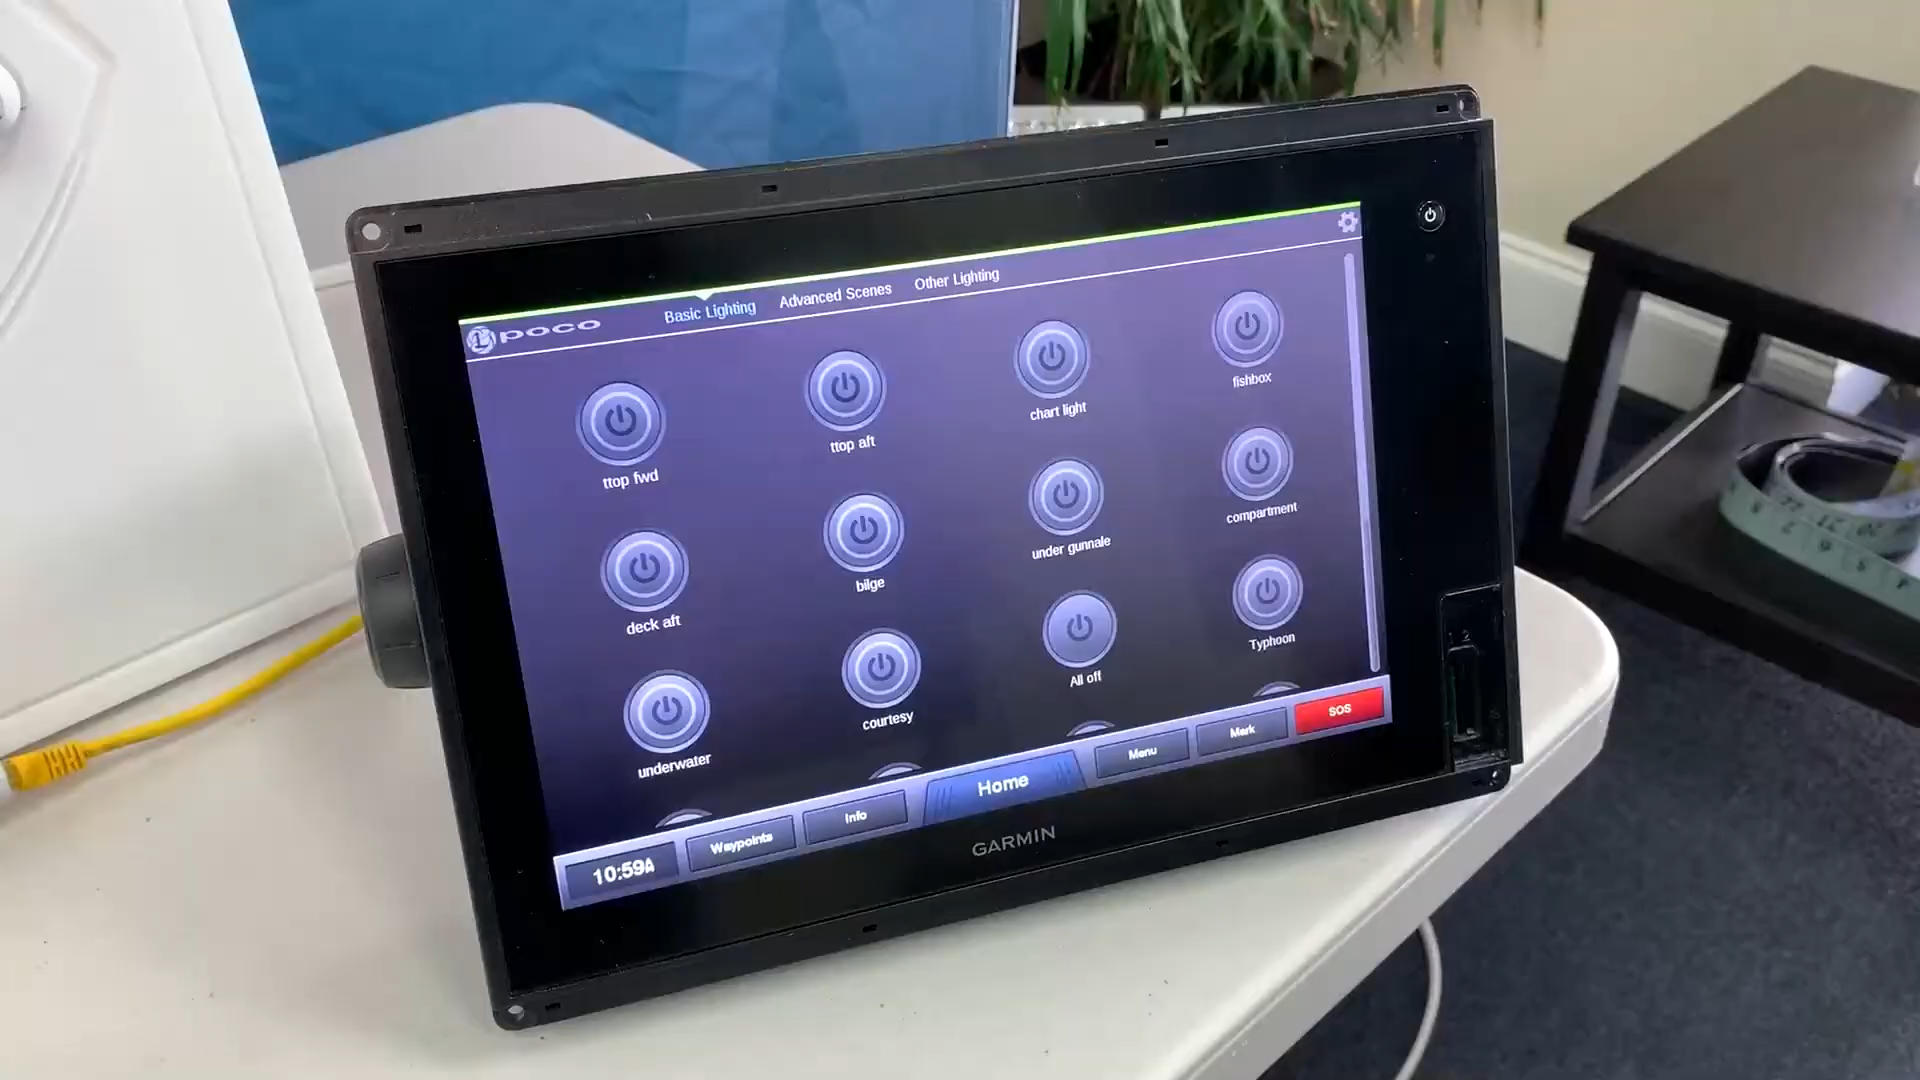 poco
Basic Lighting
Advanced Scenes
Other Lighting
ttop fwd
ttop aft
chart light
fishbox
deck aft
bilge
under gunnale
compartment
underwater
courtesy
All off
Typhoon
10:59A
Waypoints
Info
Home
Menu
Mark
SOS
GARMIN